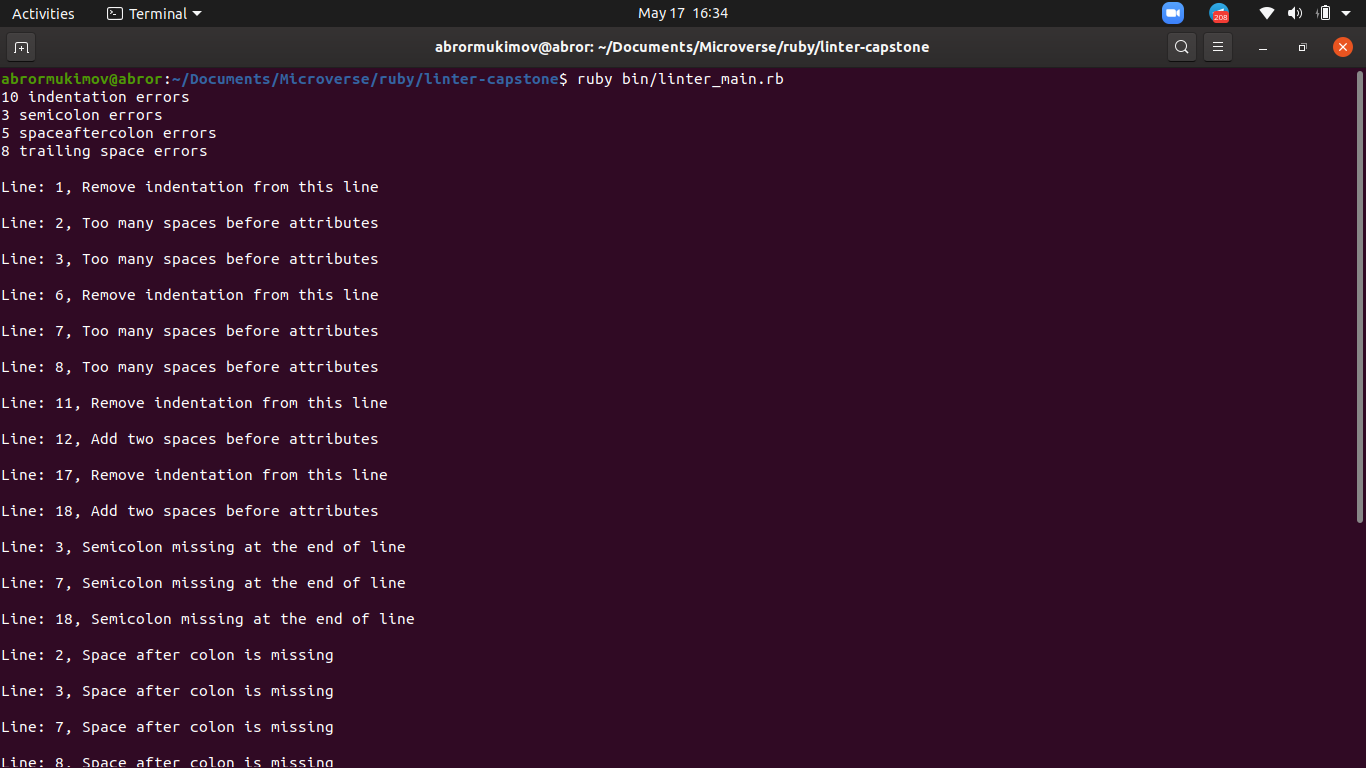 Activities Terminal May 17 16:34 208
abrormukimov@abror: ~/Documents/Microverse/ruby/linter-capstone
abrormukimov@abror:~/Documents/Microverse/ruby/linter-capstone$ ruby bin/linter_main.rb
10 indentation errors
3 semicolon errors
5 spaceaftercolon errors
8 trailing space errors
Line: 1, Remove indentation from this line
Line: 2, Too many spaces before attributes
Line: 3, Too many spaces before attributes
Line: 6, Remove indentation from this line
Line: 7, Too many spaces before attributes
Line: 8, Too many spaces before attributes
Line: 11, Remove indentation from this line
Line: 12, Add two spaces before attributes
Line: 17, Remove indentation from this line
Line: 18, Add two spaces before attributes
Line: 3, Semicolon missing at the end of line
Line: 7, Semicolon missing at the end of line
Line: 18, Semicolon missing at the end of line
Line: 2, Space after colon is missing
Line: 3, Space after colon is missing
Line: 7, Space after colon is missing
Line: 8, Space after colon is missing